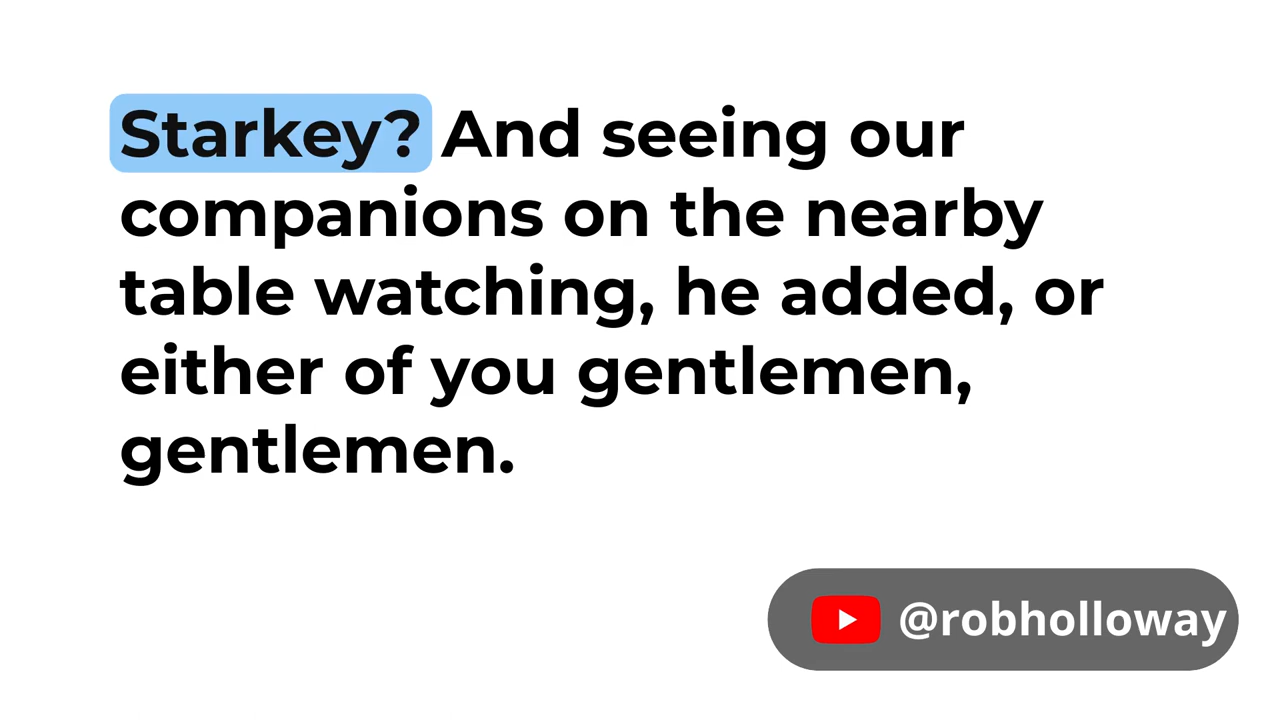 Starkey? And seeing our
companions on the nearby
table watching, he added, or
either of you gentlemen,
gentlemen.
@robholloway